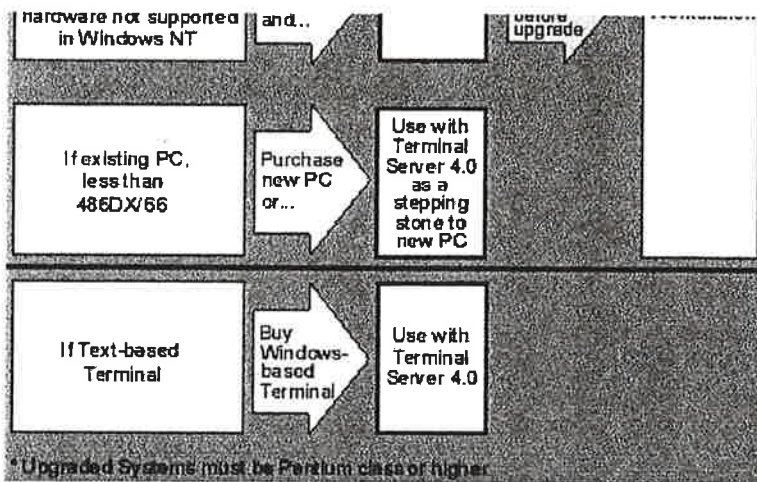 hardware not supported
in Windows NT
and...
before
upgrade
If existing PC,
less than
486DX/66
Purchase
new PC
or...
Use with
Terminal
Server 4.0
as a
stepping
stone to
new PC
If Text-based
Terminal
Buy
Windows-
based
Terminal
Use with
Terminal
Server 4.0
* Upgraded Systems must be Pentium class or higher